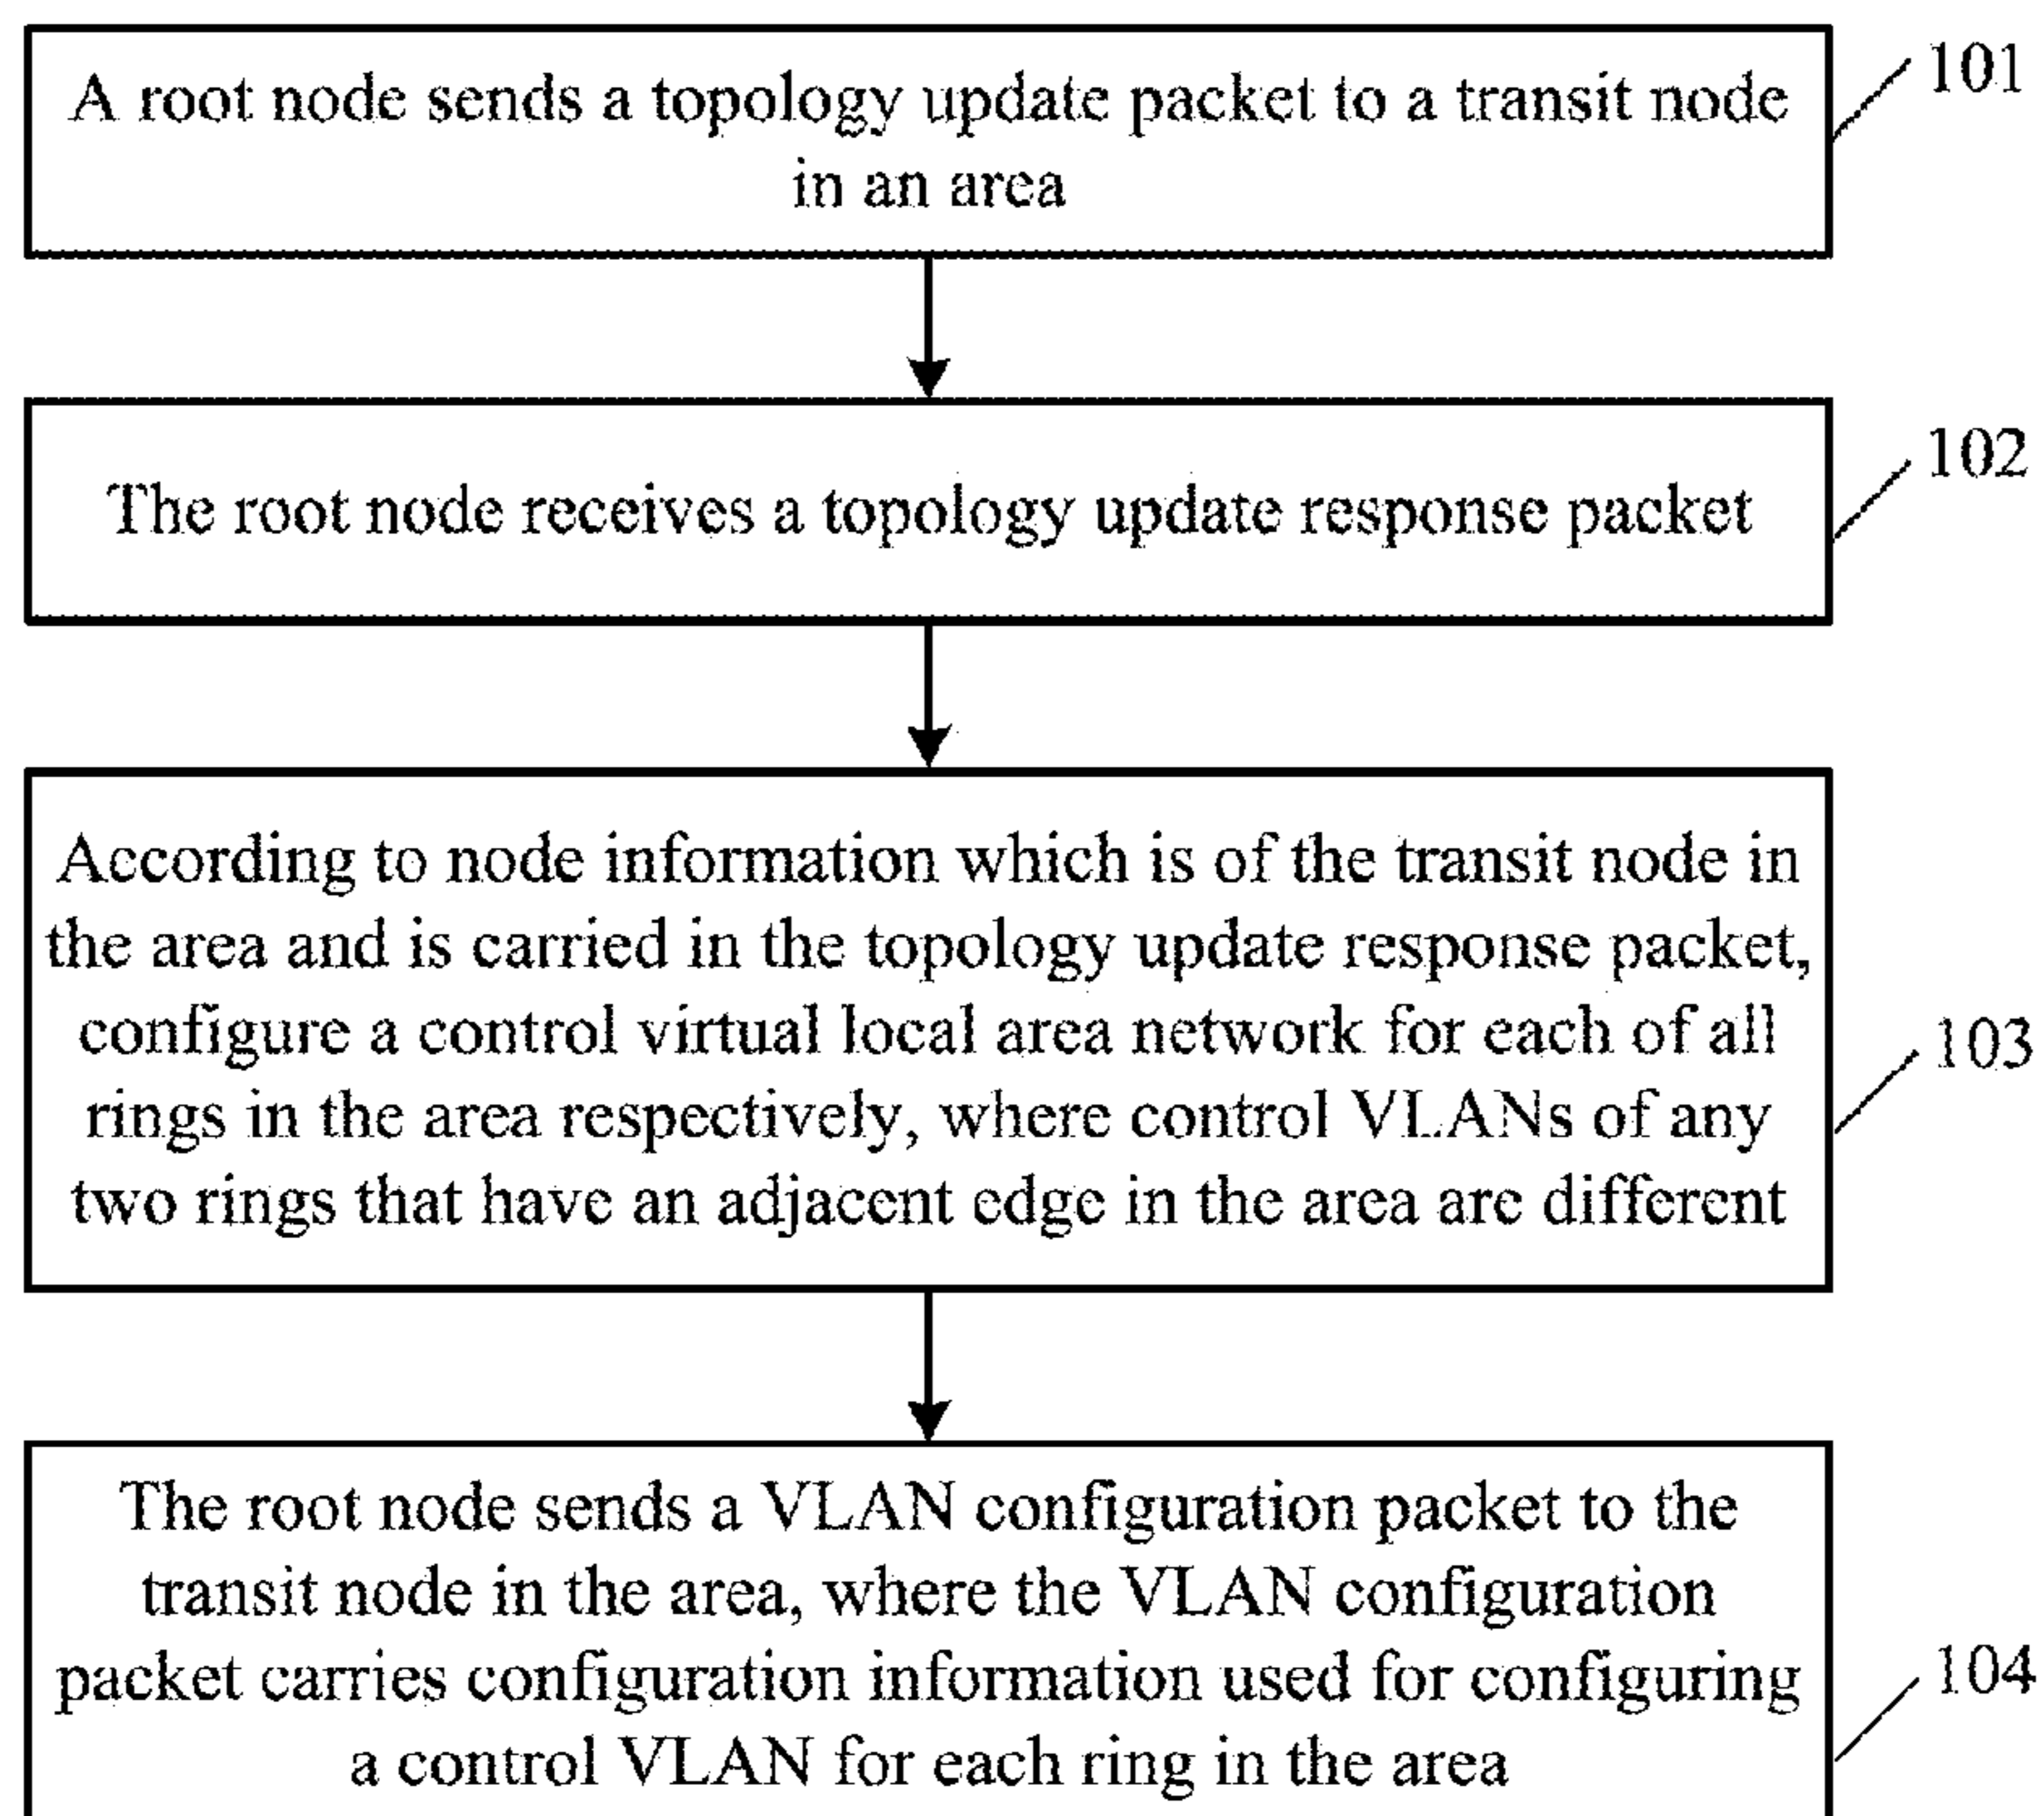 A root node sends a topology update packet to a transit node
in an area
101
The root node receives a topology update response packet
102
According to node information which is of the transit node in
the area and is carried in the topology update response packet,
configure a control virtual local area network for each of all
rings in the area respectively, where control VLANs of any
two rings that have an adjacent edge in the area are different
103
The root node sends a VLAN configuration packet to the
transit node in the area, where the VLAN configuration
packet carries configuration information used for configuring
a control VLAN for each ring in the area
104